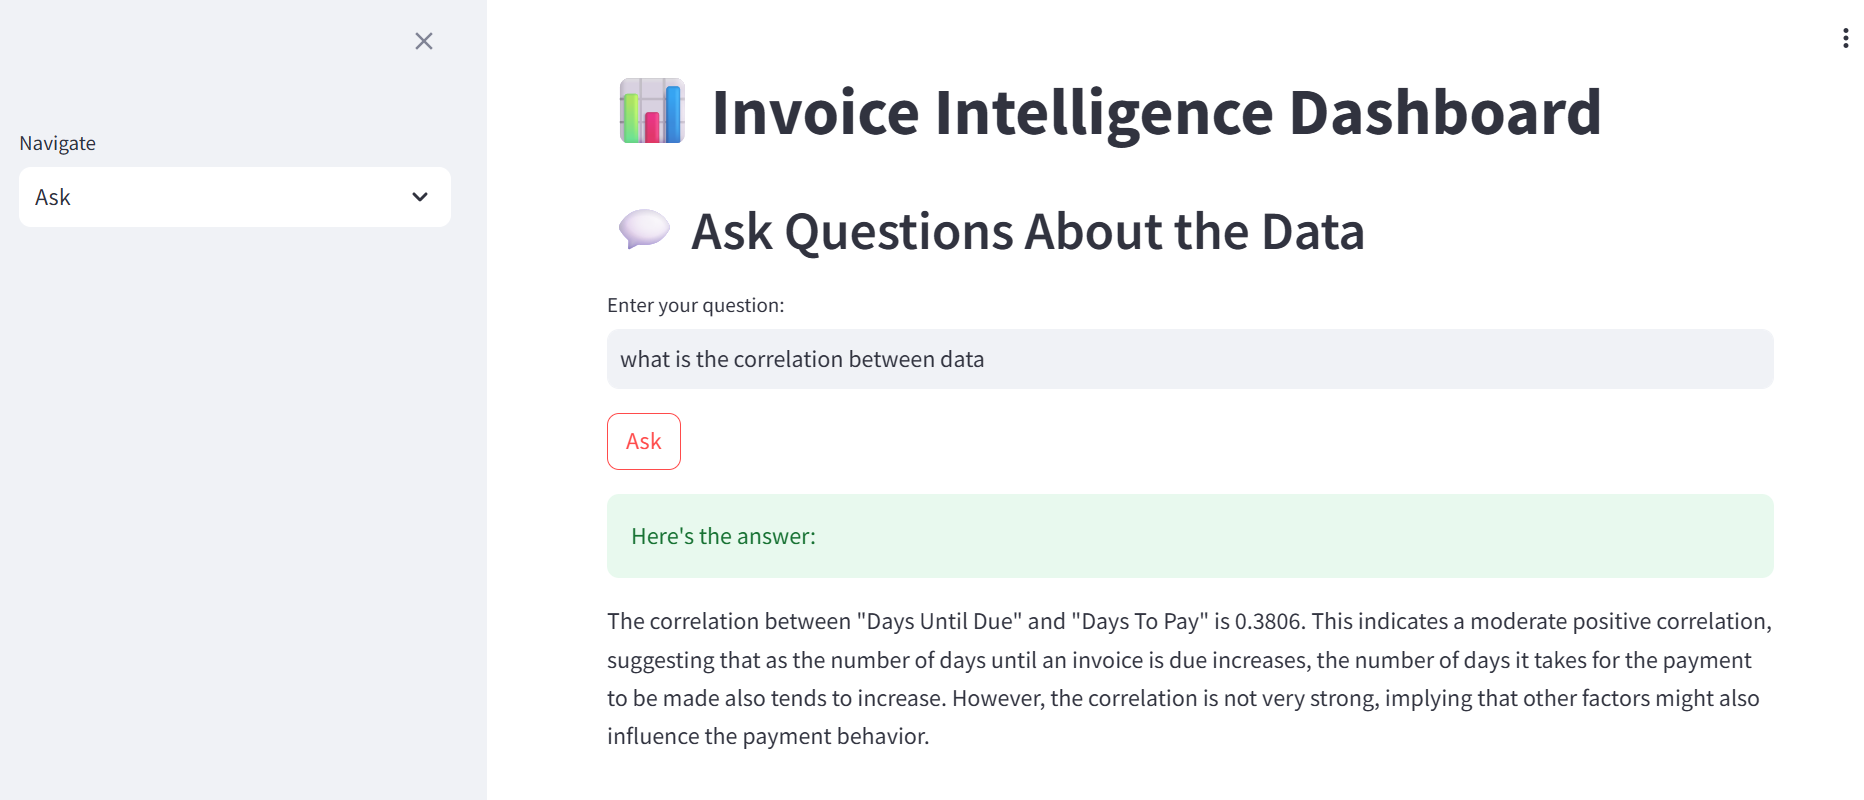 Navigate
Ask
Invoice Intelligence Dashboard
Ask Questions About the Data
Enter your question:
what is the correlation between data
Ask
Here's the answer:
The correlation between "Days Until Due" and "Days To Pay" is 0.3806. This indicates a moderate positive correlation,
suggesting that as the number of days until an invoice is due increases, the number of days it takes for the payment
to be made also tends to increase. However, the correlation is not very strong, implying that other factors might also
influence the payment behavior.